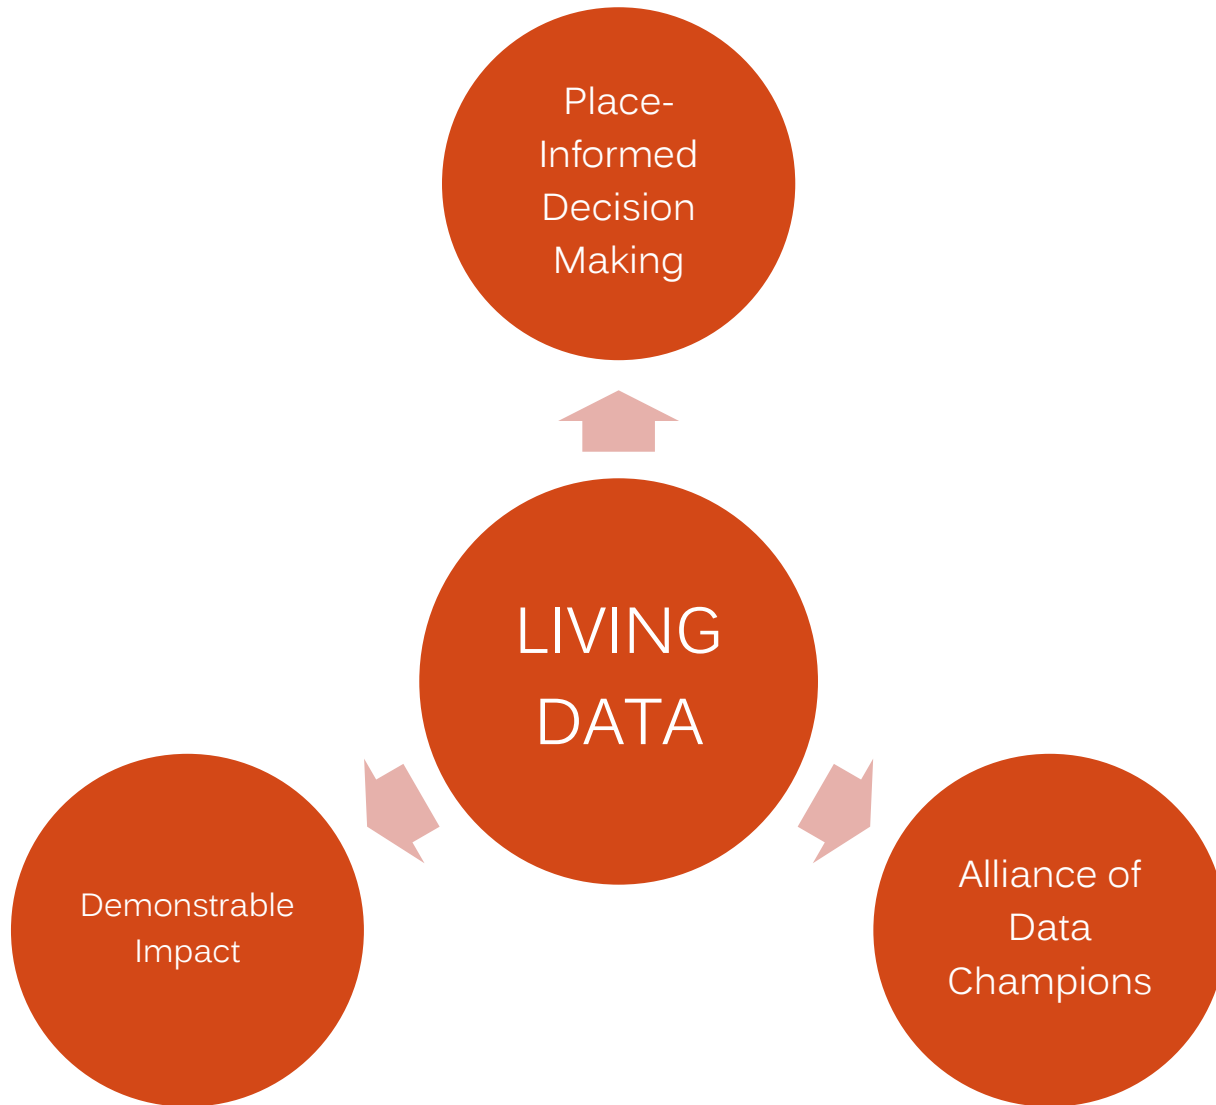 Place-
Informed
Decision
Making
LIVING
DATA
Demonstrable
Impact
Alliance of
Data
Champions